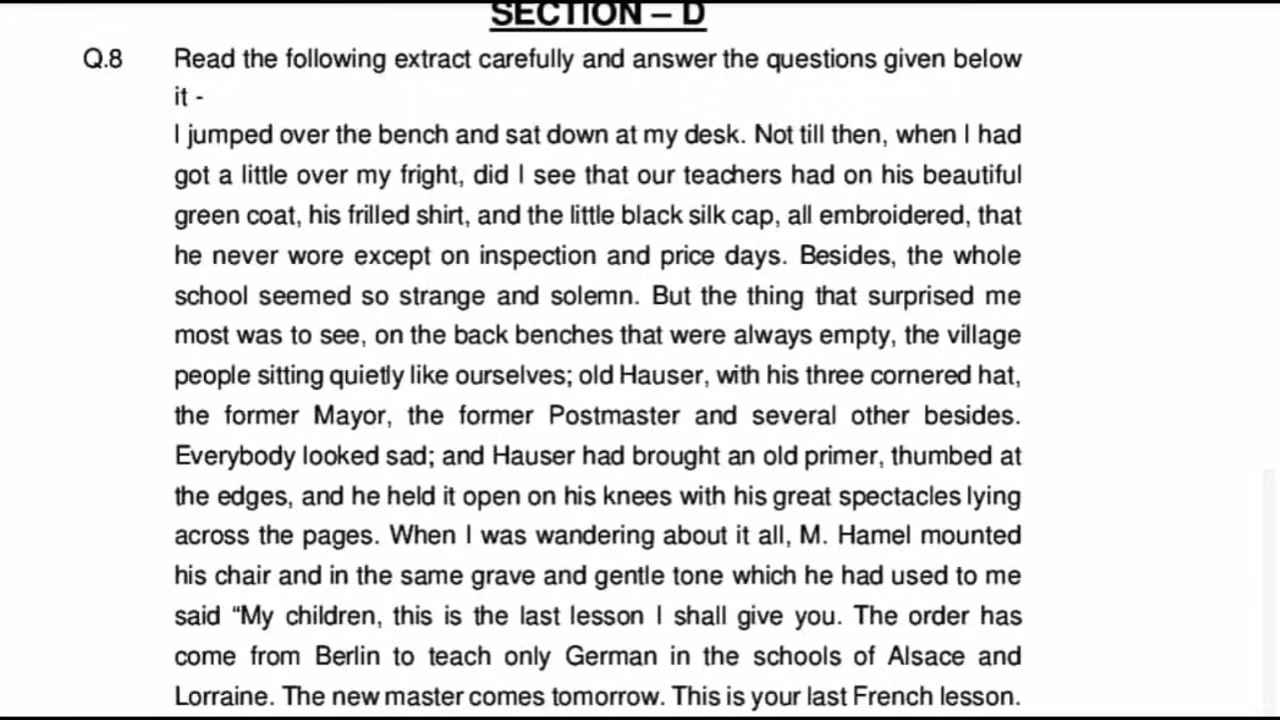 SECTION – D
Q.8 Read the following extract carefully and answer the questions given below
it -
I jumped over the bench and sat down at my desk. Not till then, when I had
got a little over my fright, did I see that our teachers had on his beautiful
green coat, his frilled shirt, and the little black silk cap, all embroidered, that
he never wore except on inspection and price days. Besides, the whole
school seemed so strange and solemn. But the thing that surprised me
most was to see, on the back benches that were always empty, the village
people sitting quietly like ourselves; old Hauser, with his three cornered hat,
the former Mayor, the former Postmaster and several other besides.
Everybody looked sad; and Hauser had brought an old primer, thumbed at
the edges, and he held it open on his knees with his great spectacles lying
across the pages. When I was wandering about it all, M. Hamel mounted
his chair and in the same grave and gentle tone which he had used to me
said “My children, this is the last lesson I shall give you. The order has
come from Berlin to teach only German in the schools of Alsace and
Lorraine. The new master comes tomorrow. This is your last French lesson.